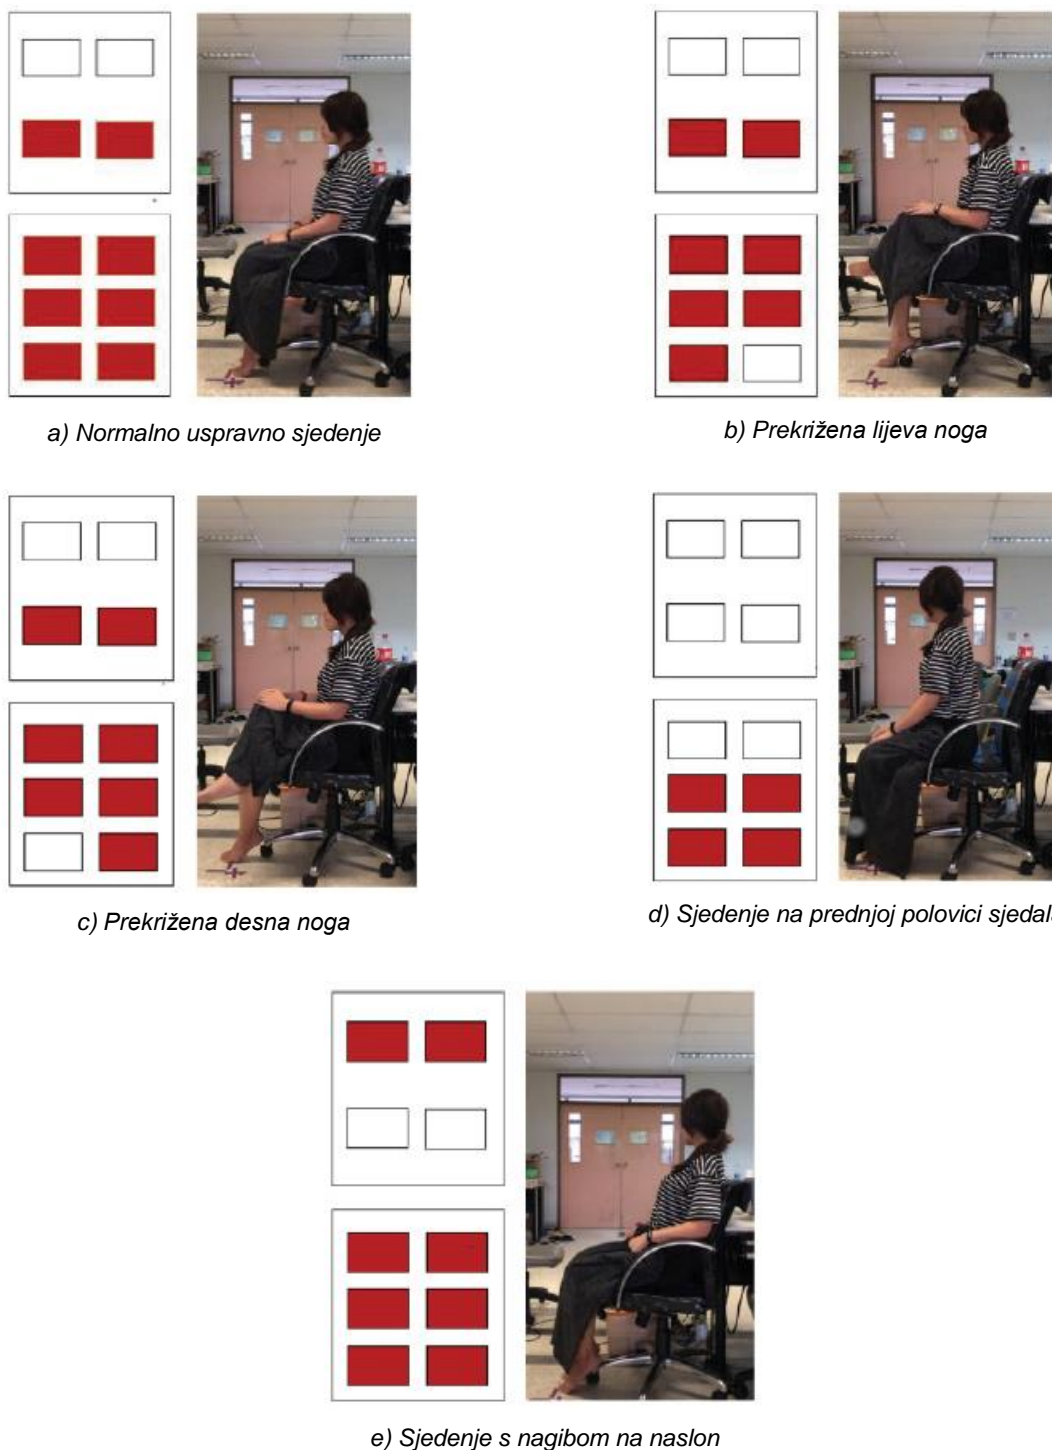 a) Normalno uspravno sjedenje
b) Prekrižena lijeva noga
c) Prekrižena desna noga
d) Sjedenje na prednjoj polovici sjedala
e) Sjedenje s nagibom na naslon